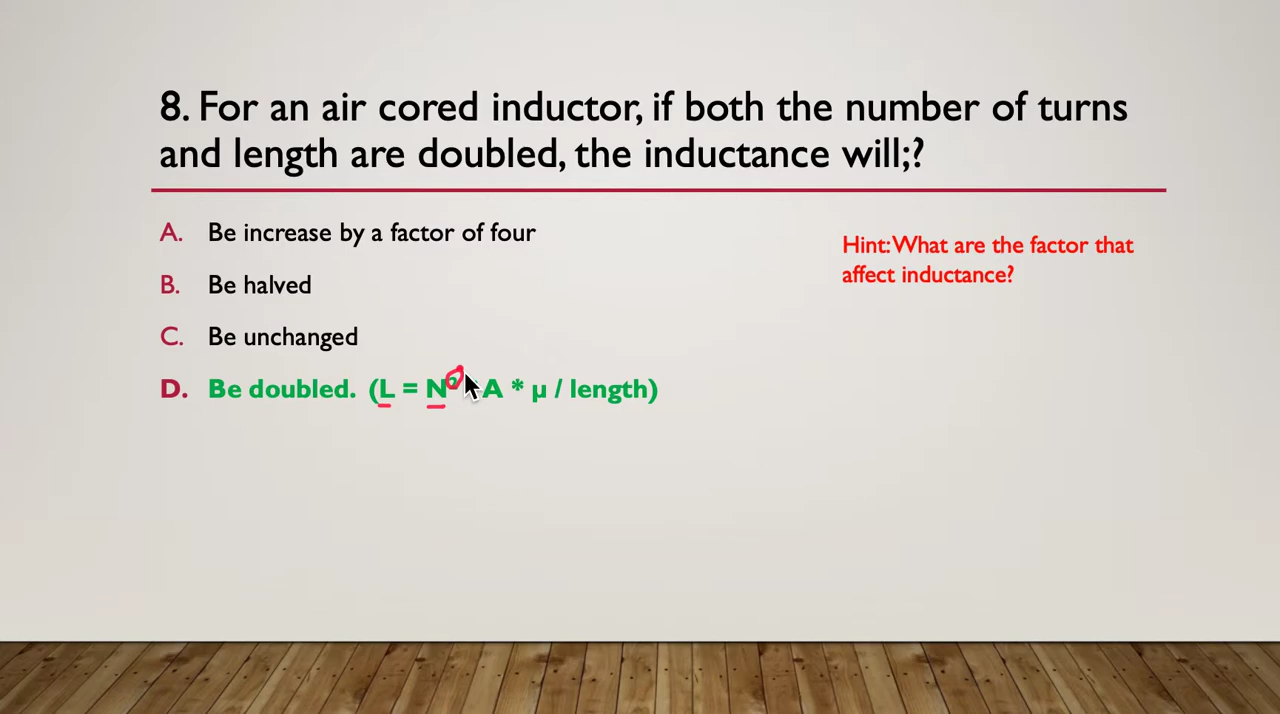 8. For an air cored inductor, if both the number of turns
and length are doubled, the inductance will;?
A. Be increase by a factor of four
B. Be halved
C. Be unchanged
D. Be doubled. (L = N² A * μ / length)
Hint: What are the factor that
affect inductance?